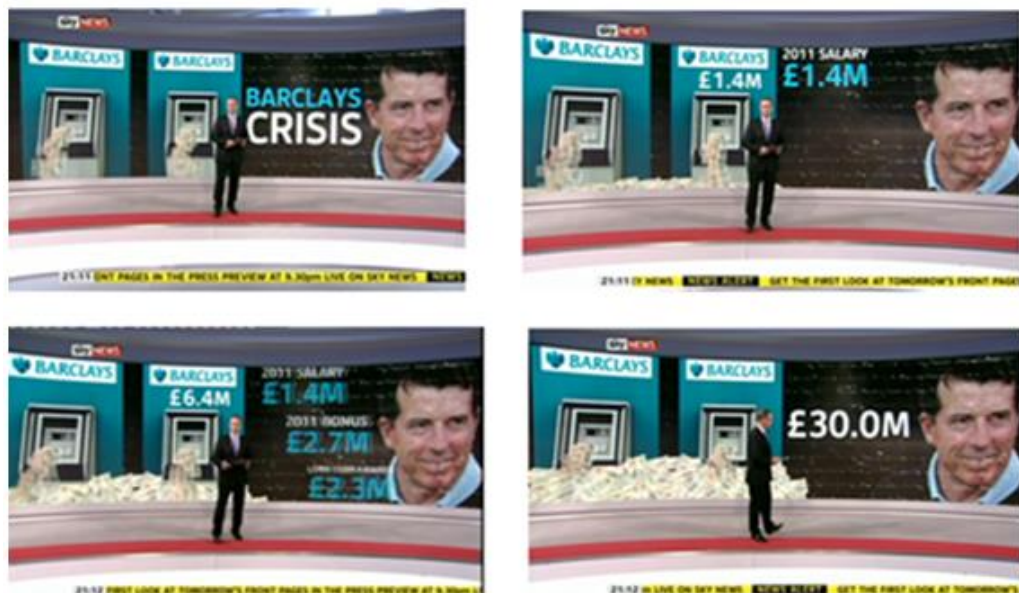 sky NEWS
BARCLAYS
BARCLAYS
BARCLAYS
CRISIS
21:11 ONT PAGES IN THE PRESS PREVIEW AT 9.30pm LIVE ON SKY NEWS NEWS
sky NEWS
BARCLAYS
BARCLAYS
£1.4M
2011 SALARY
£1.4M
21:11 Y NEWS NEWS ALERT GET THE FIRST LOOK AT TOMORROW'S FRONT PAGES
sky NEWS
BARCLAYS
BARCLAYS
£6.4M
2011 SALARY
£1.4M
2011 BONUS
£2.7M
£2.3M
21:12 FIRST LOOK AT TOMORROW'S FRONT PAGES IN THE PRESS PREVIEW AT 9.30pm L
sky NEWS
BARCLAYS
BARCLAYS
£30.0M
21:12 LIVE ON SKY NEWS NEWS ALERT GET THE FIRST LOOK AT TOMORROW'S